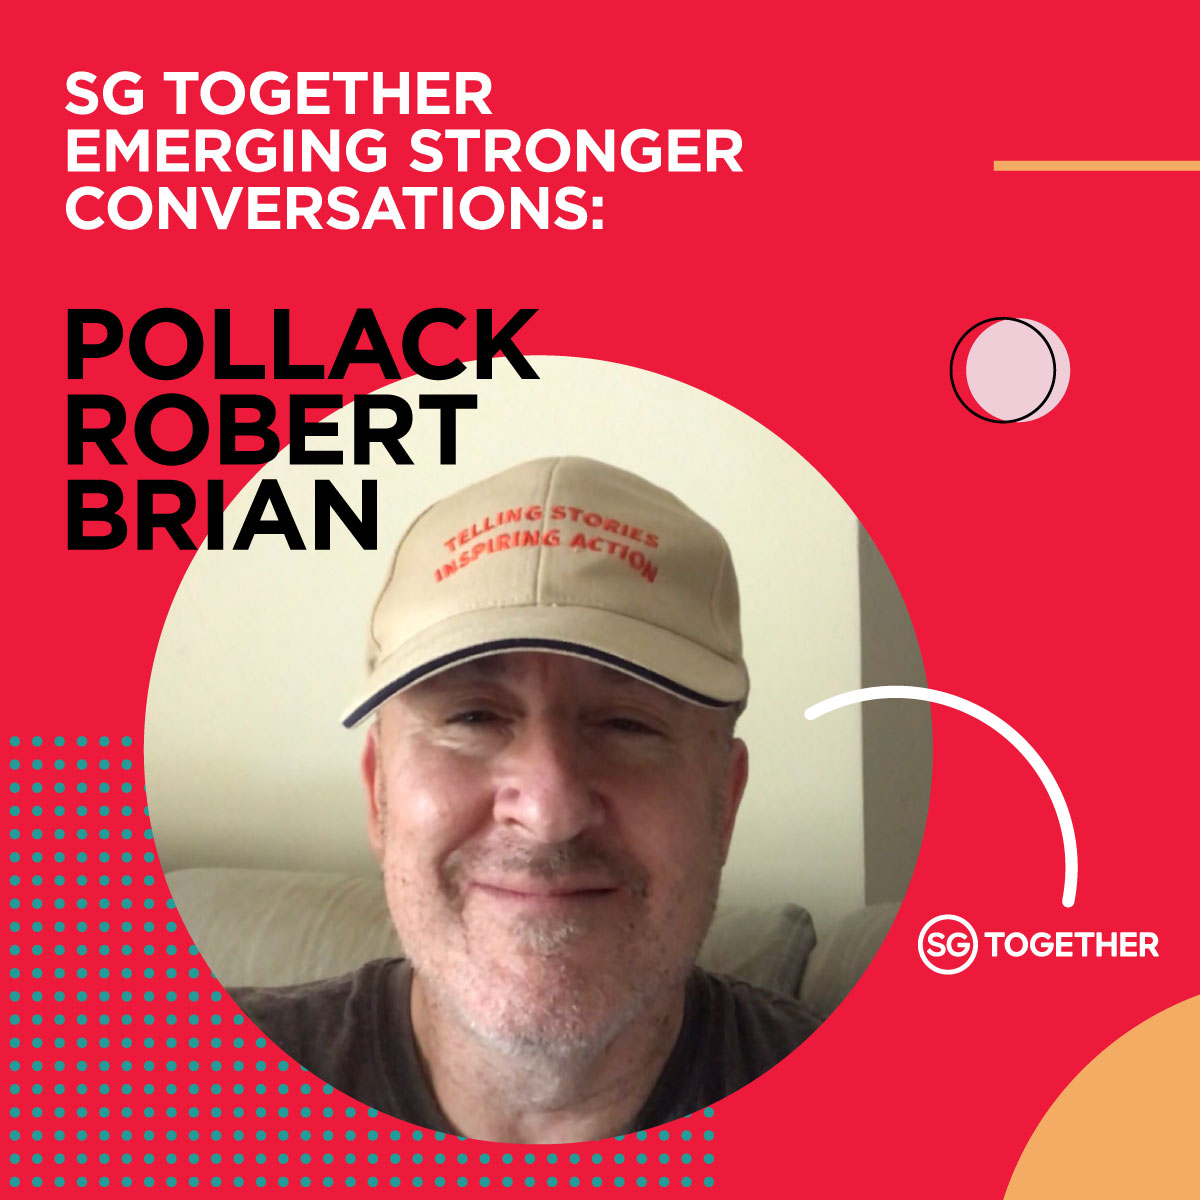 SG TOGETHER
EMERGING STRONGER
CONVERSATIONS:
POLLACK
ROBERT
BRIAN
TELLING STORIES
INSPIRING ACTION
SG TOGETHER